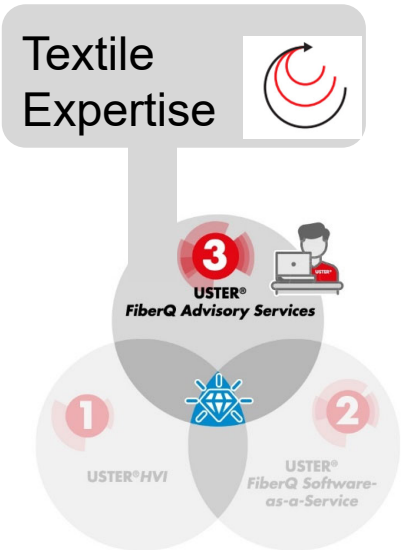 Textile
Expertise
3
USTER®
USTER®
FiberQ Advisory Services
1
2
USTER®HVI
USTER®
FiberQ Software-
as-a-Service